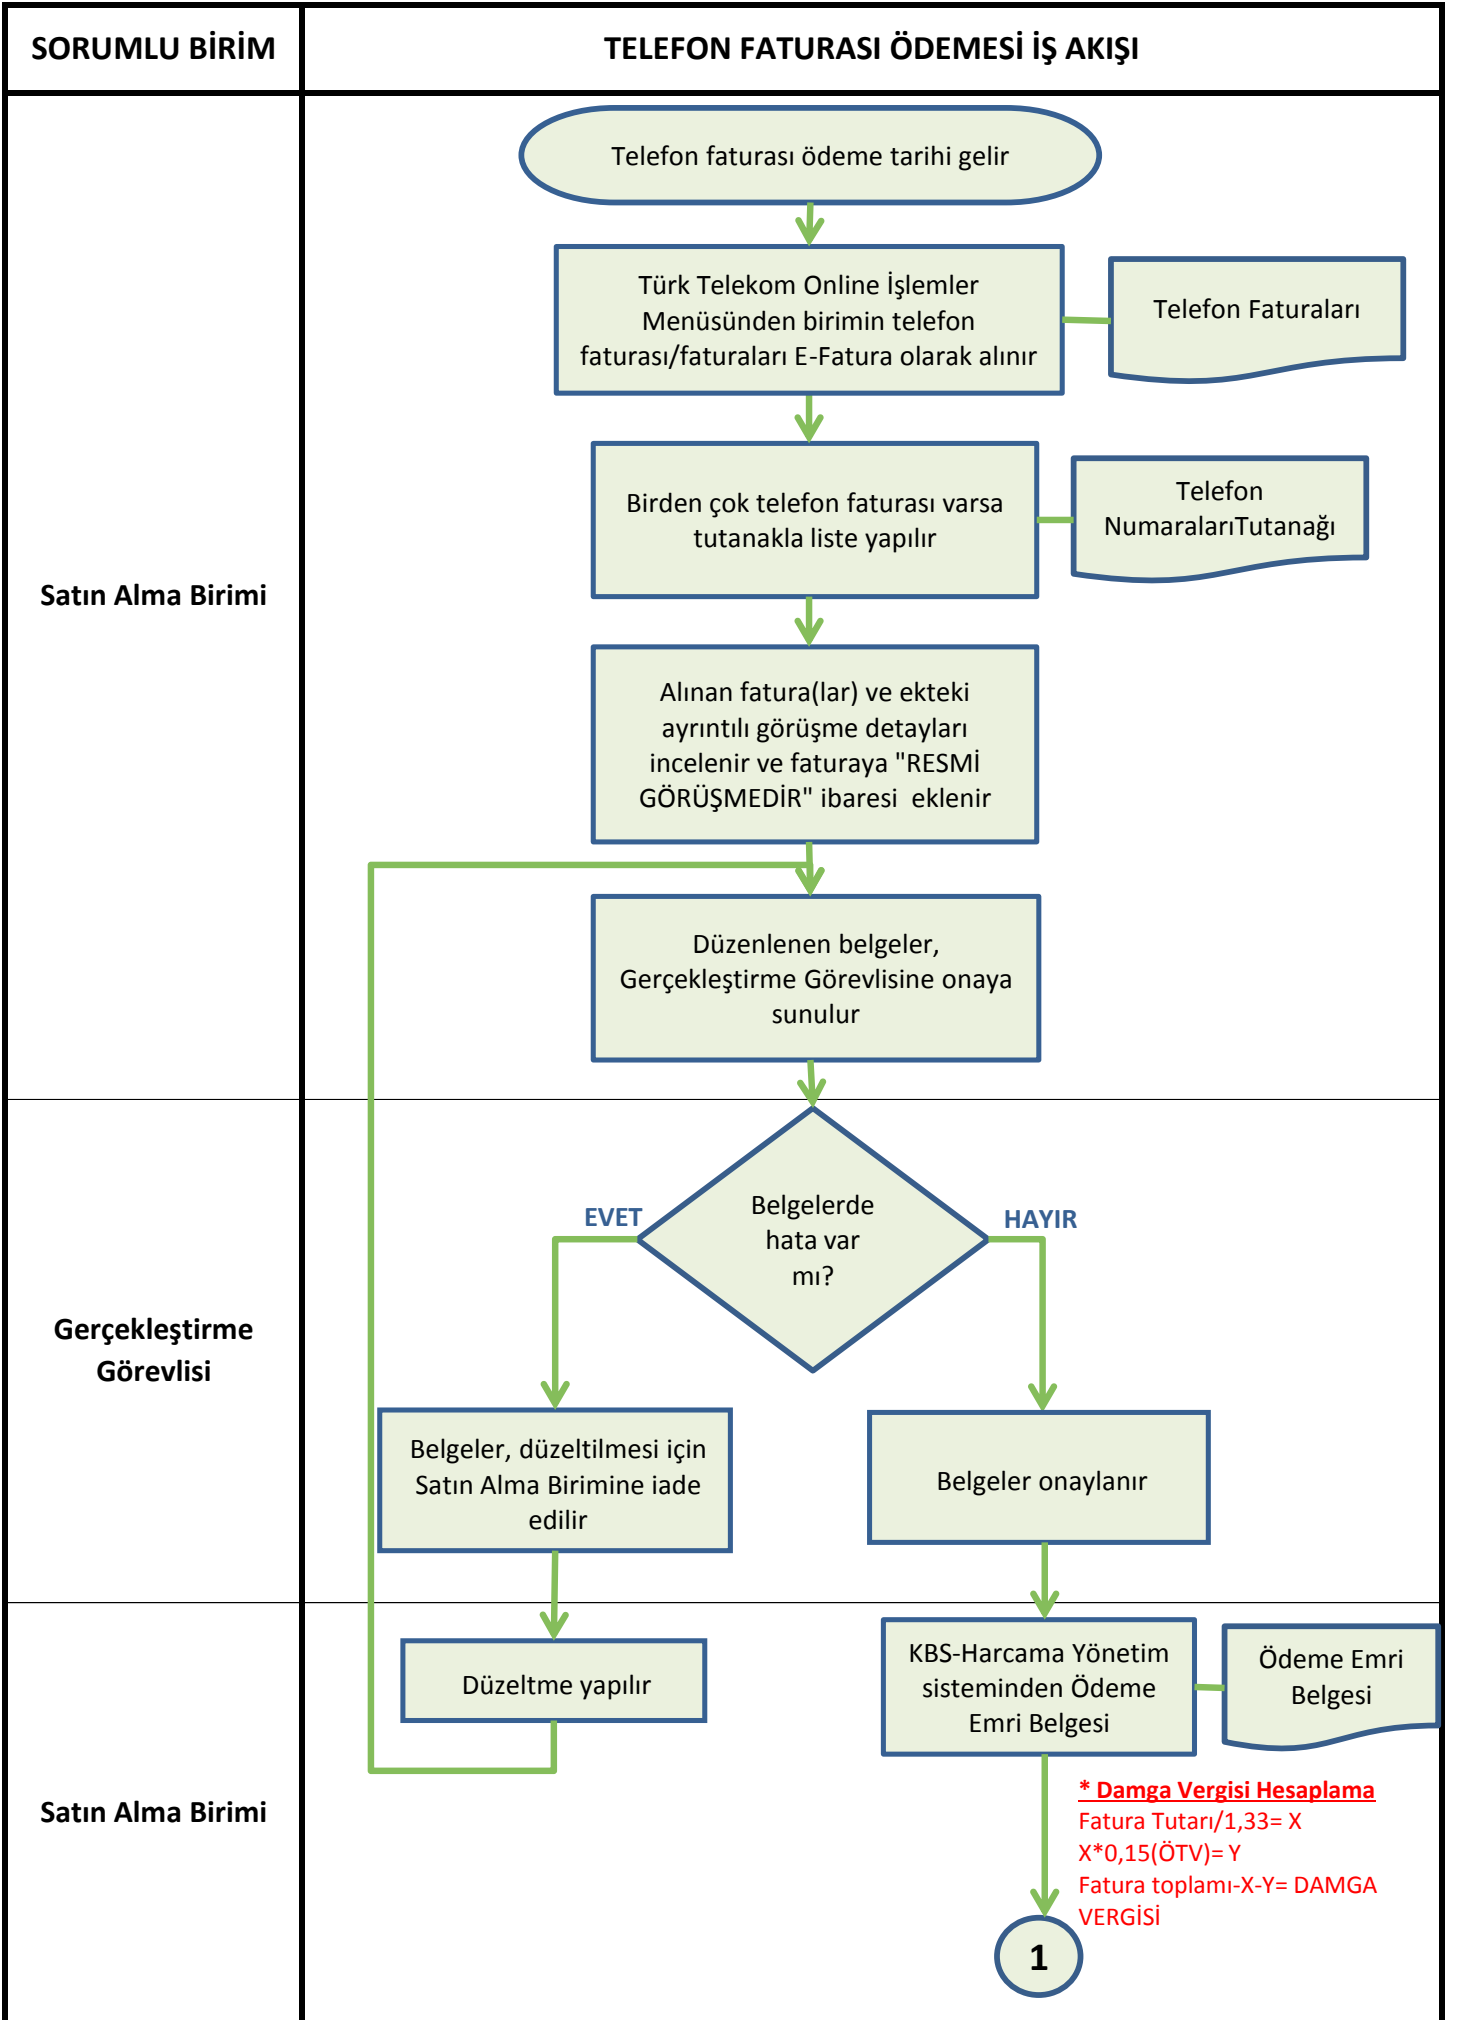 SORUMLU BİRİM
TELEFON FATURASI ÖDEMESİ İŞ AKIŞI
Satın Alma Birimi
Telefon faturası ödeme tarihi gelir
Türk Telekom Online İşlemler
Menüsünden birimin telefon
faturası/faturaları E-Fatura olarak alınır
Telefon Faturaları
Birden çok telefon faturası varsa
tutanakla liste yapılır
Telefon
NumaralarıTutanağı
Alınan fatura(lar) ve ekteki
ayrıntılı görüşme detayları
incelenir ve faturaya "RESMİ
GÖRÜŞMEDİR" ibaresi  eklenir
Düzenlenen belgeler,
Gerçekleştirme Görevlisine onaya
sunulur
Gerçekleştirme
Görevlisi
Belgelerde
hata var
mı?
EVET
HAYIR
Belgeler, düzeltilmesi için
Satın Alma Birimine iade
edilir
Belgeler onaylanır
Satın Alma Birimi
Düzeltme yapılır
KBS-Harcama Yönetim
sisteminden Ödeme
Emri Belgesi
Ödeme Emri
Belgesi
* Damga Vergisi Hesaplama
Fatura Tutarı/1,33= X
X*0,15(ÖTV)= Y
Fatura toplamı-X-Y= DAMGA
VERGİSİ
1